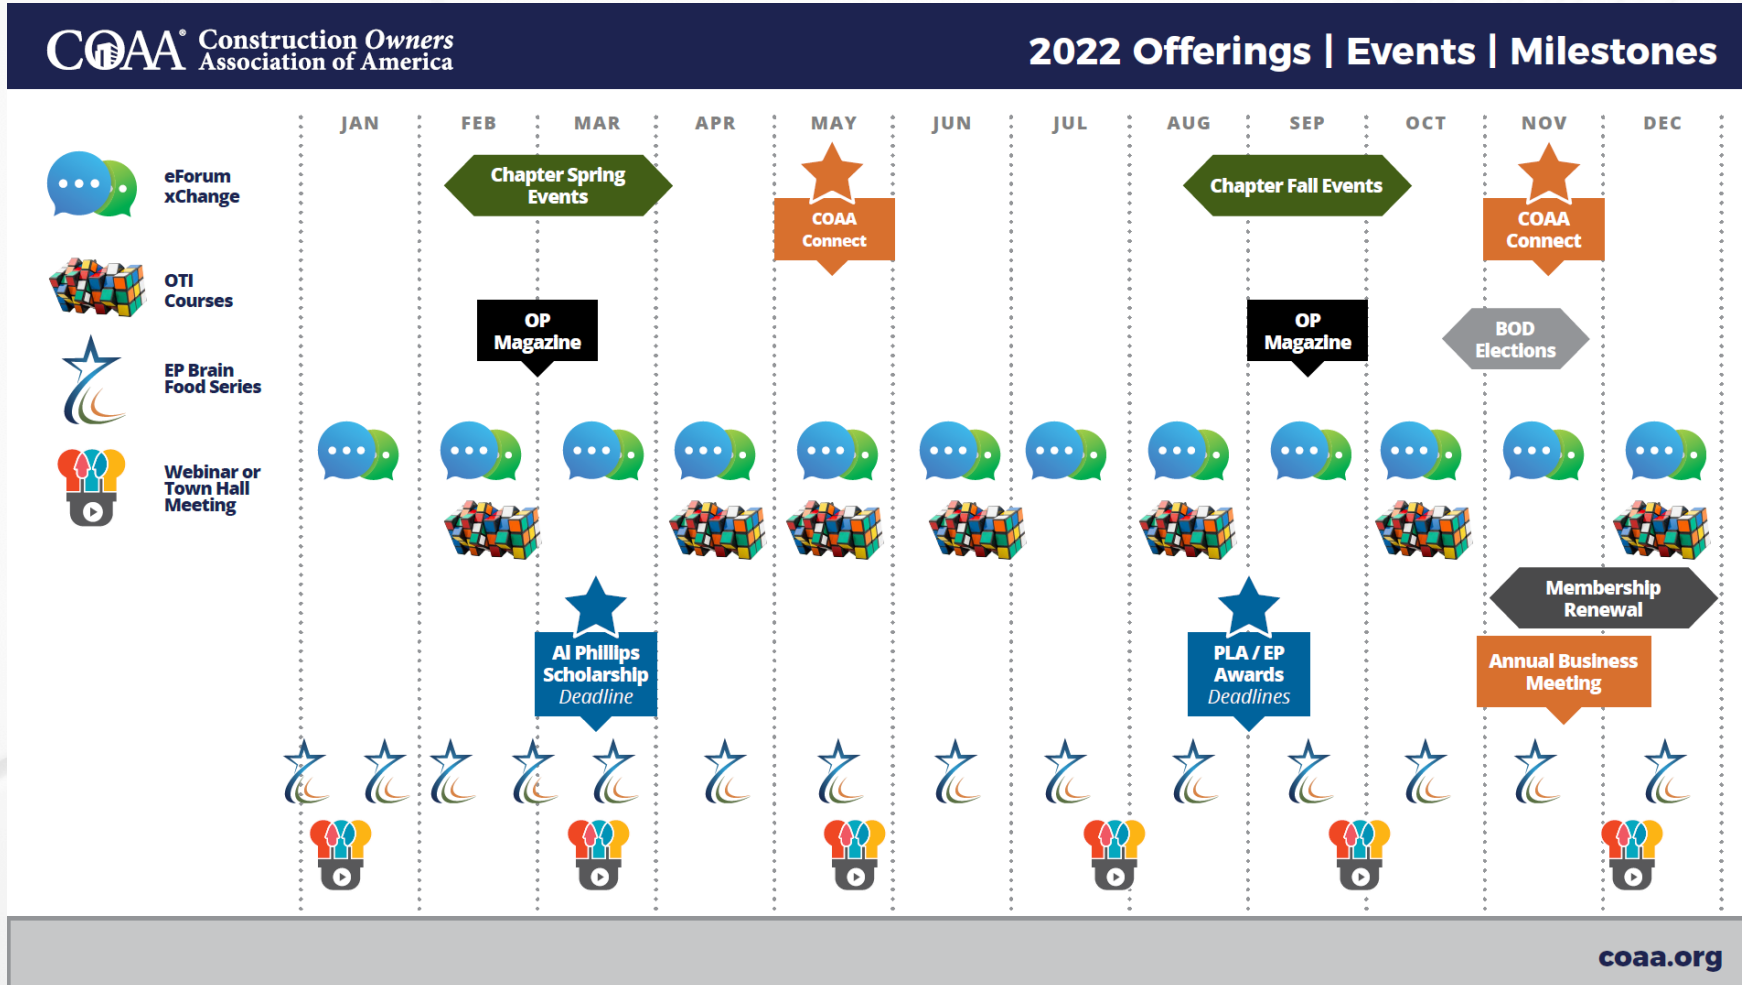 COAA® Construction Owners
Association of America
2022 Offerings | Events | Milestones
JAN FEB MAR APR MAY JUN JUL AUG SEP OCT NOV DEC
eForum
xChange
OTI
Courses
EP Brain
Food Series
Webinar or
Town Hall
Meeting
Chapter Spring
Events
COAA
Connect
Chapter Fall Events
COAA
Connect
OP
Magazine
OP
Magazine
BOD
Elections
Membership
Renewal
Al Phillips
Scholarship
Deadline
PLA / EP
Awards
Deadlines
Annual Business
Meeting
coaa.org